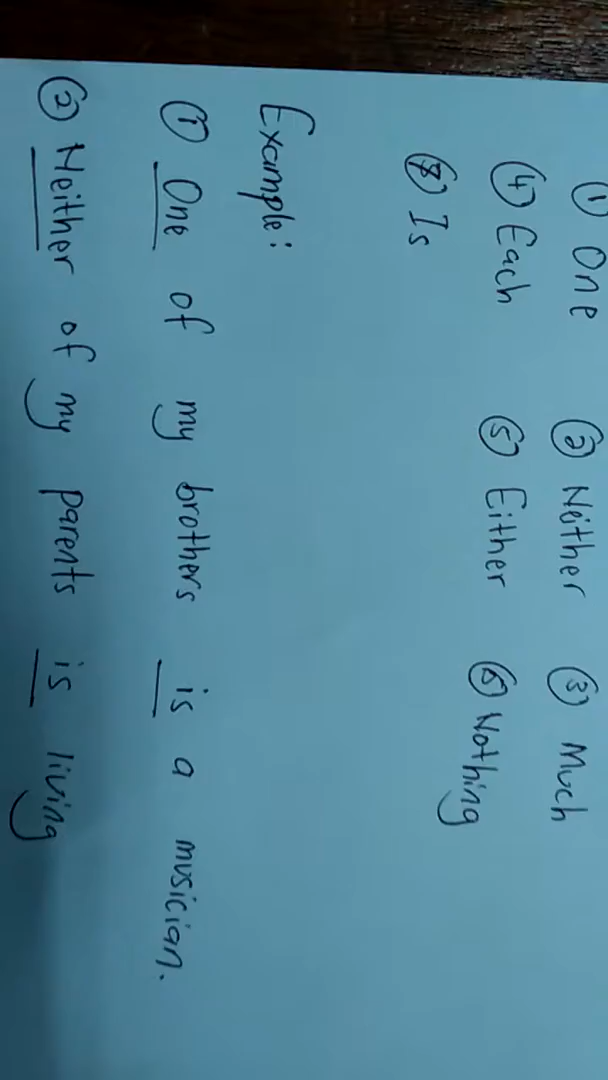 ① One ② Neither ③ Much
④ Each ⑤ Either ⑥ Nothing
⑧ Is
Example:
① One of my brothers is a musician.
② Neither of my parents is living